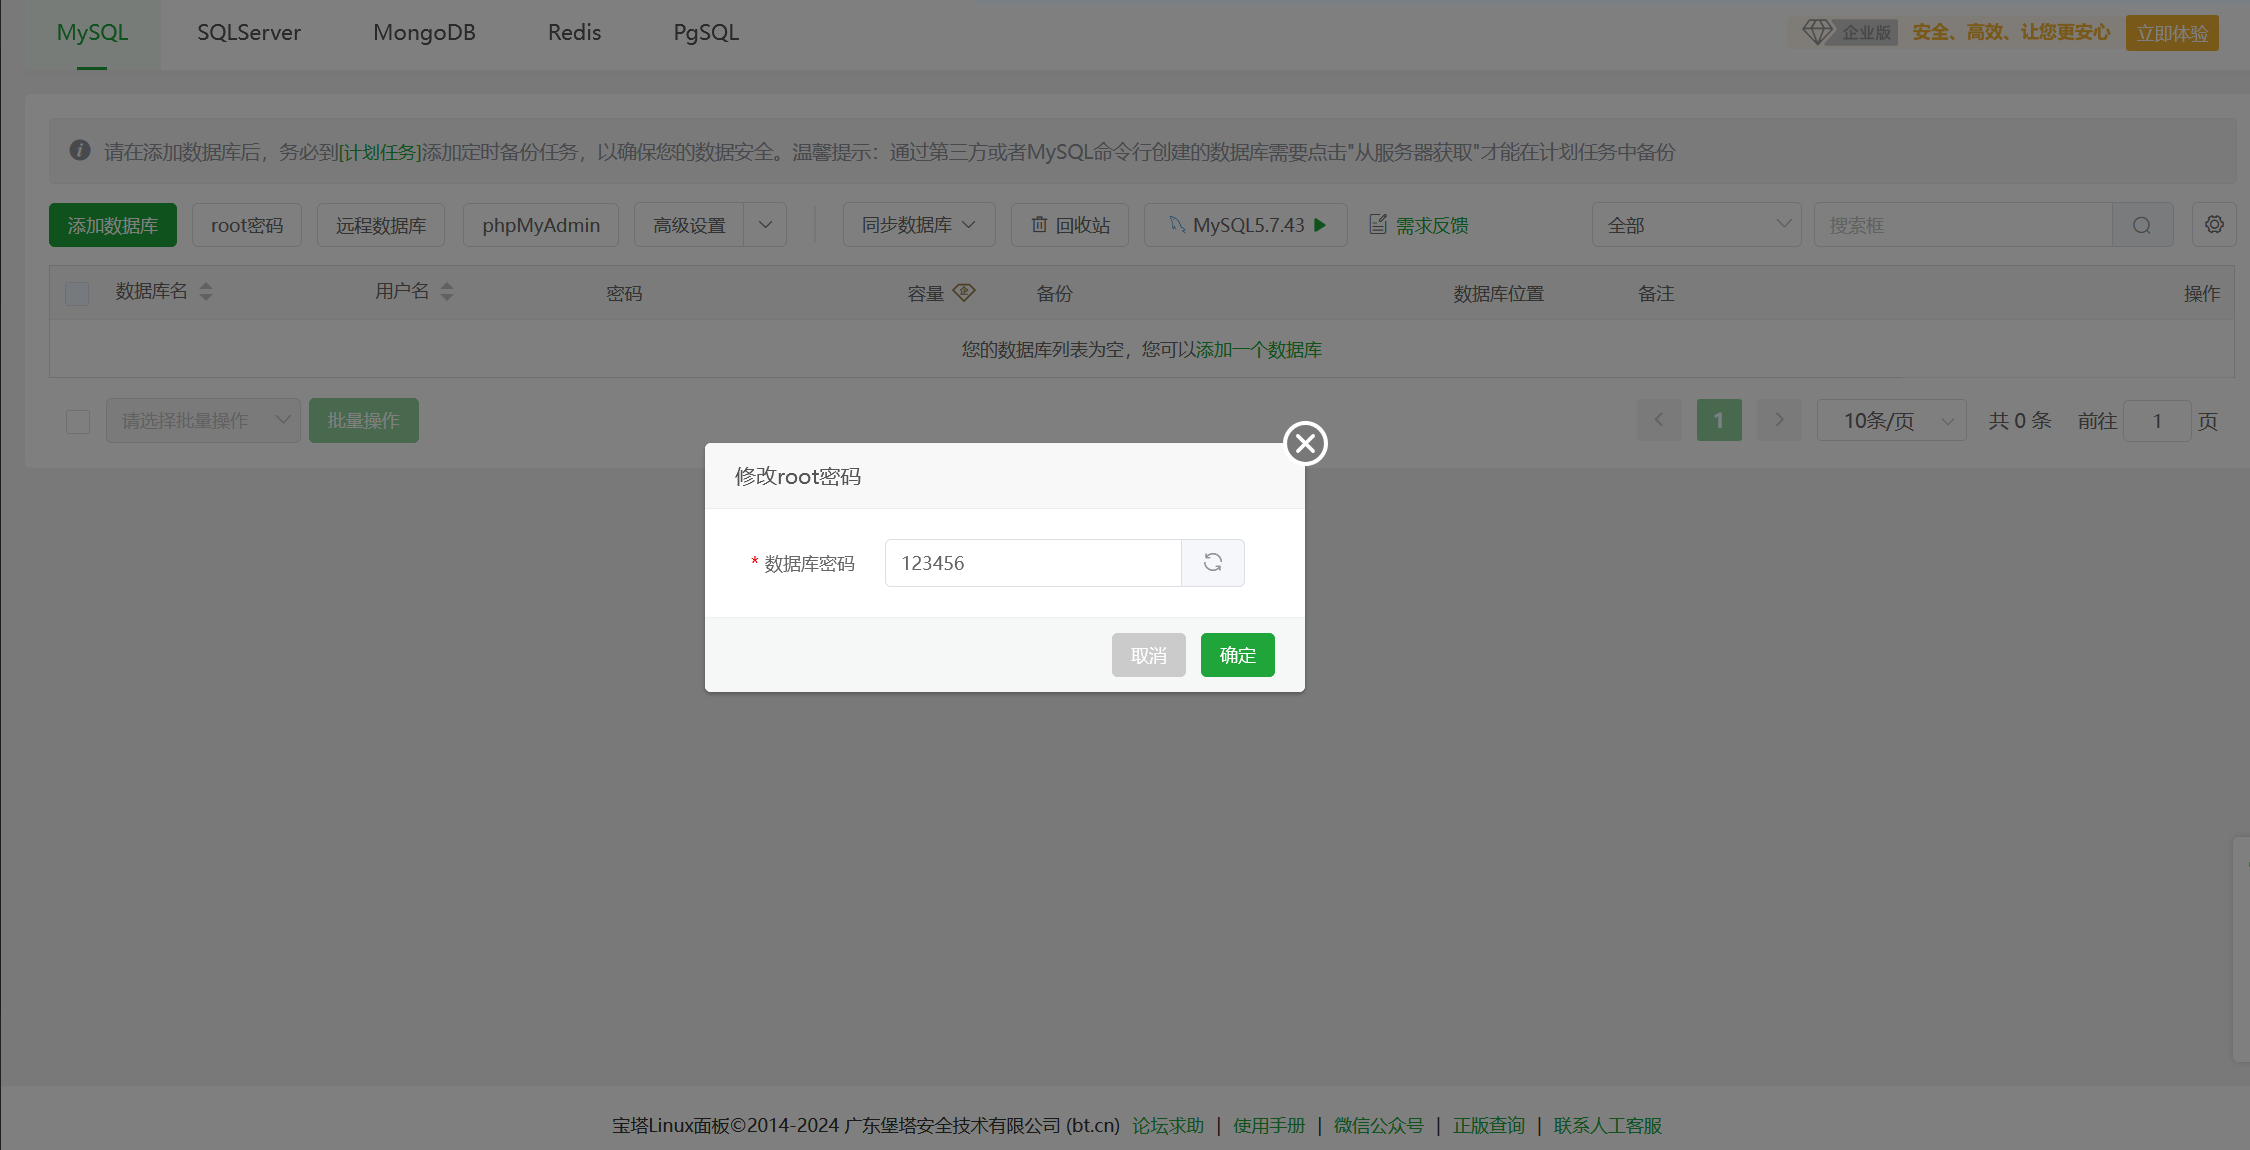 MySQL SQLServer MongoDB Redis PgSQL 企业版 安全、高效、让您更安心 立即体验
请在添加数据库后，务必到[计划任务]添加定时备份任务，以确保您的数据安全。温馨提示：通过第三方或者MySQL命令行创建的数据库需要点击"从服务器获取"才能在计划任务中备份
添加数据库 root密码 远程数据库 phpMyAdmin 高级设置 同步数据库 回收站 MySQL5.7.43 需求反馈 全部 搜索框
数据库名 用户名 密码 容量 企 备份 数据库位置 备注 操作
您的数据库列表为空，您可以添加一个数据库
请选择批量操作 批量操作 1 10条/页 共 0 条 前往 1 页
修改root密码
* 数据库密码 123456
取消 确定
宝塔Linux面板©2014-2024 广东堡塔安全技术有限公司 (bt.cn) 论坛求助 | 使用手册 | 微信公众号 | 正版查询 | 联系人工客服